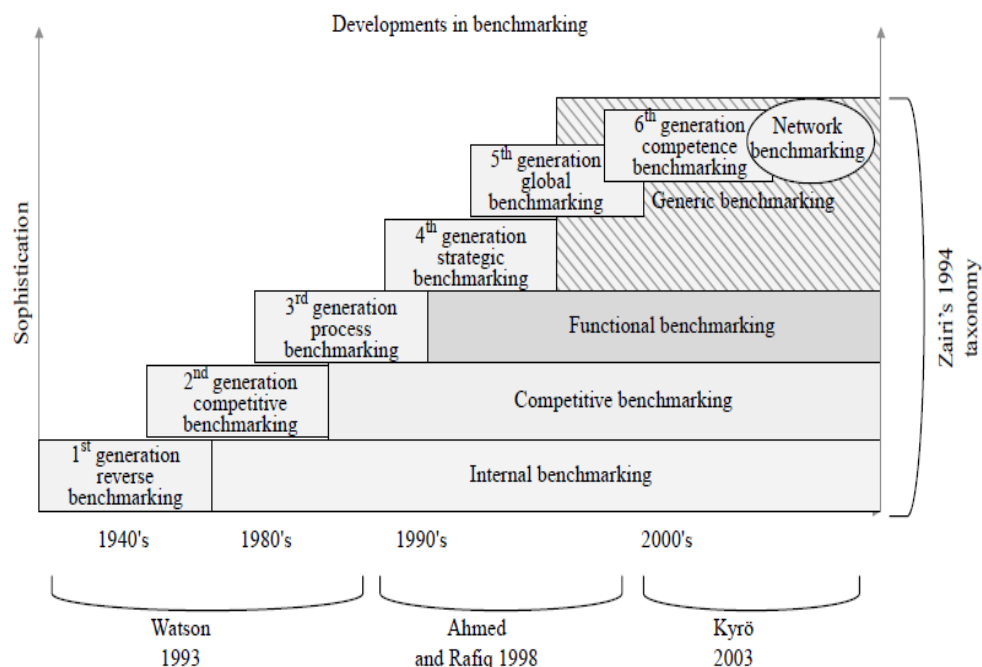 Developments in benchmarking
6th generation
competence
benchmarking
Network
benchmarking
5th generation
global
benchmarking
Generic benchmarking
4th generation
strategic
benchmarking
3rd generation
process
benchmarking
Functional benchmarking
2nd generation
competitive
benchmarking
Competitive benchmarking
1st generation
reverse
benchmarking
Internal benchmarking
Sophistication
Zairi's 1994
taxonomy
1940's 1980's 1990's 2000's
Watson
1993
Ahmed
and Rafiq 1998
Kyrö
2003